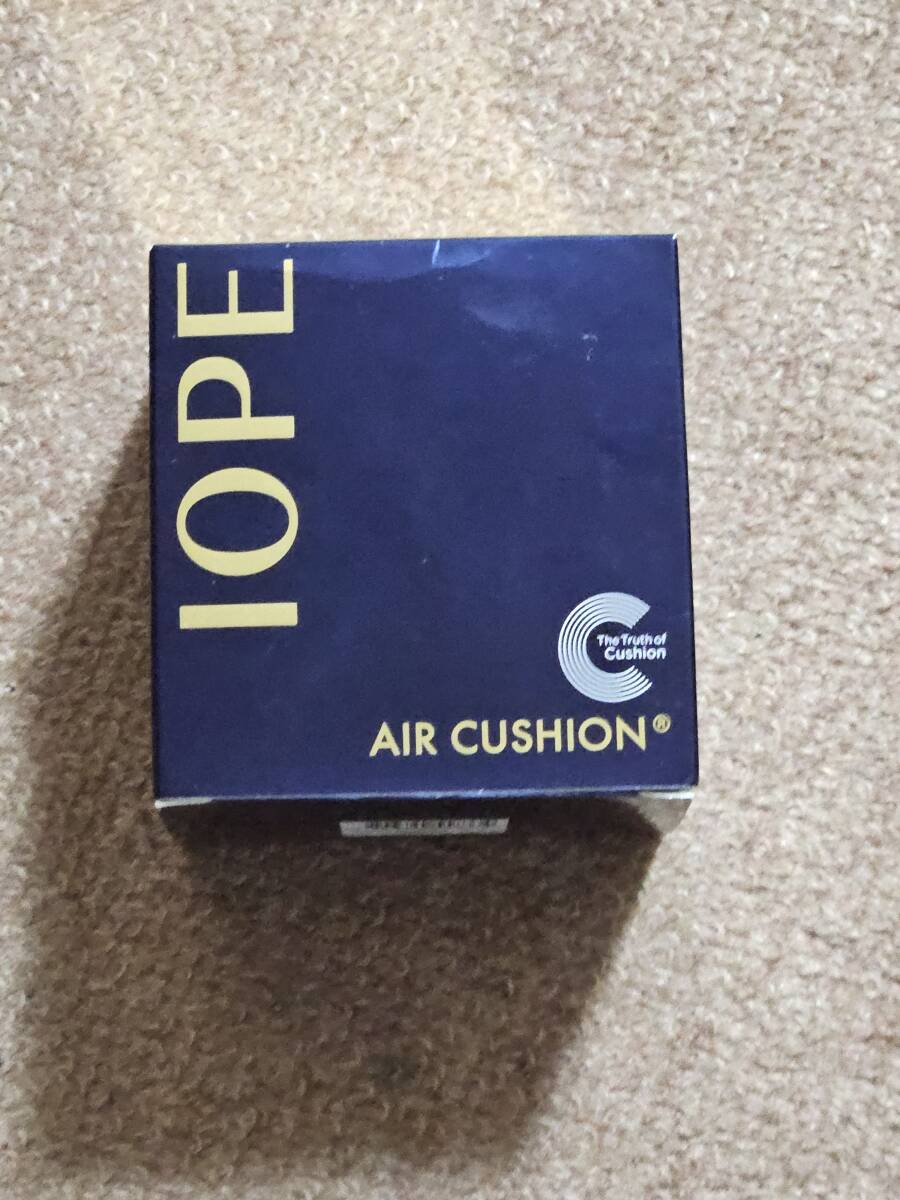 IOPE
The Truth of
Cushion
AIR CUSHION®